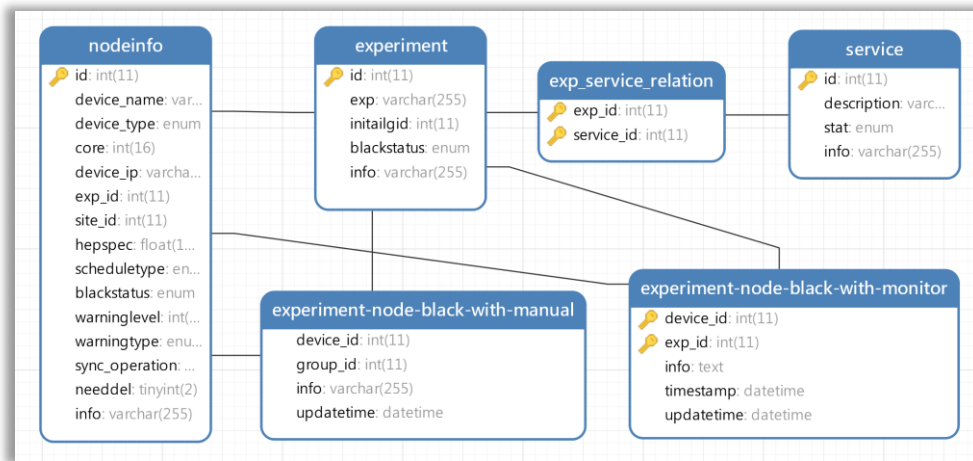 nodeinfo
id: int(11)
device_name: var...
device_type: enum
core: int(16)
device_ip: varcha...
exp_id: int(11)
site_id: int(11)
hepspec: float(1...
scheduletype: en...
blackstatus: enum
warninglevel: int(...
warningtype: enu...
sync_operation: ...
needdel: tinyint(2)
info: varchar(255)
experiment
id: int(11)
exp: varchar(255)
initailgid: int(11)
blackstatus: enum
info: varchar(255)
exp_service_relation
exp_id: int(11)
service_id: int(11)
service
id: int(11)
description: varc...
stat: enum
info: varchar(255)
experiment-node-black-with-manual
device_id: int(11)
group_id: int(11)
info: varchar(255)
updatetime: datetime
experiment-node-black-with-monitor
device_id: int(11)
exp_id: int(11)
info: text
timestamp: datetime
updatetime: datetime